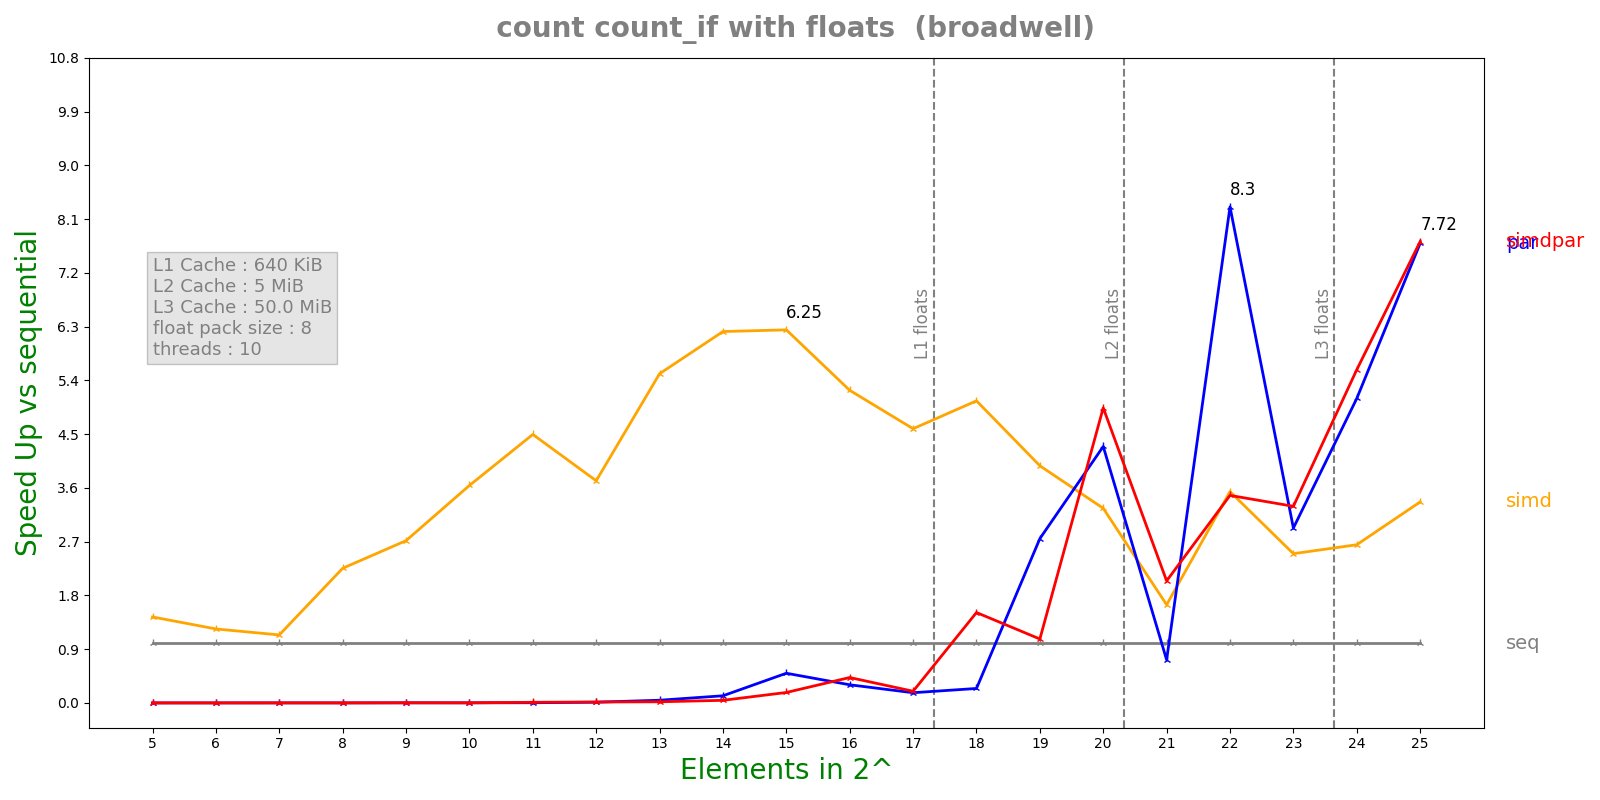 count count_if with floats  (broadwell)
Speed Up vs sequential
10.8
9.9
9.0
8.1
7.2
6.3
5.4
4.5
3.6
2.7
1.8
0.9
0.0
L1 Cache : 640 KiB
L2 Cache : 5 MiB
L3 Cache : 50.0 MiB
float pack size : 8
threads : 10
6.25
8.3
7.72
L1 floats
L2 floats
L3 floats
simdpar
par
simd
seq
5 6 7 8 9 10 11 12 13 14 15 16 17 18 19 20 21 22 23 24 25
Elements in 2^